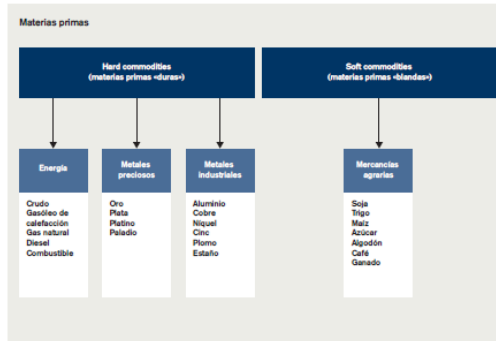 Materias primas
Hard commodities
(materias primas «duras»)
Soft commodities
(materias primas «blandas»)
Energía
Metales
preciosos
Metales
industriales
Mercancías
agrarias
Crudo
Gasóleo de
calefacción
Gas natural
Diesel
Combustible
Oro
Plata
Platino
Paladio
Aluminio
Cobre
Níquel
Cinc
Plomo
Estaño
Soja
Trigo
Maíz
Azúcar
Algodón
Café
Ganado